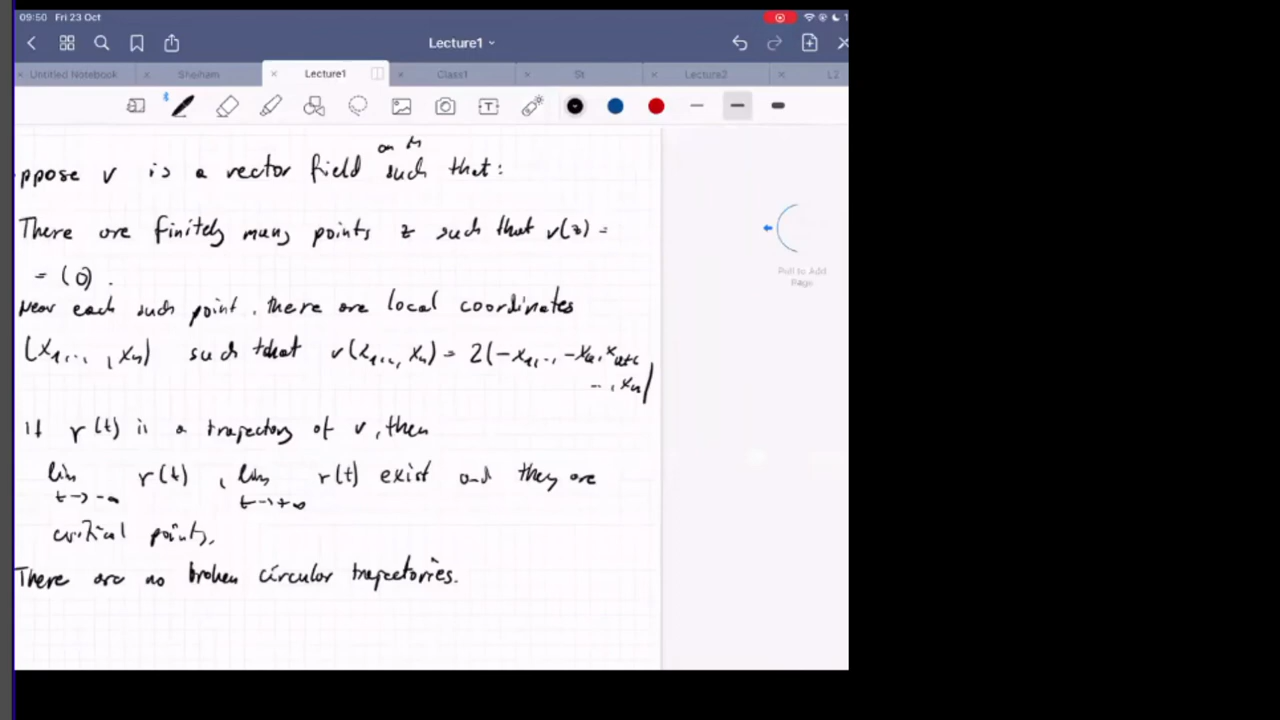 09:50 Fri 23 Oct
Lecture1
Untitled Notebook Sheiham Lecture1 Class1 St Lecture2 L2
on M
ppose v is a vector field such that:
There are finitely many points z such that v(z) =
= (0).
Near each such point, there are local coordinates
(x1..., xn) such that v(x1..., xn) = 2(-x1,..., -xk, xk+1
..., xn)
If γ(t) is a trajectory of v, then
lim γ(t), lim γ(t) exist and they are
t→-∞ t→+∞
critical points.
There are no broken circular trajectories.
Pull to Add
Page